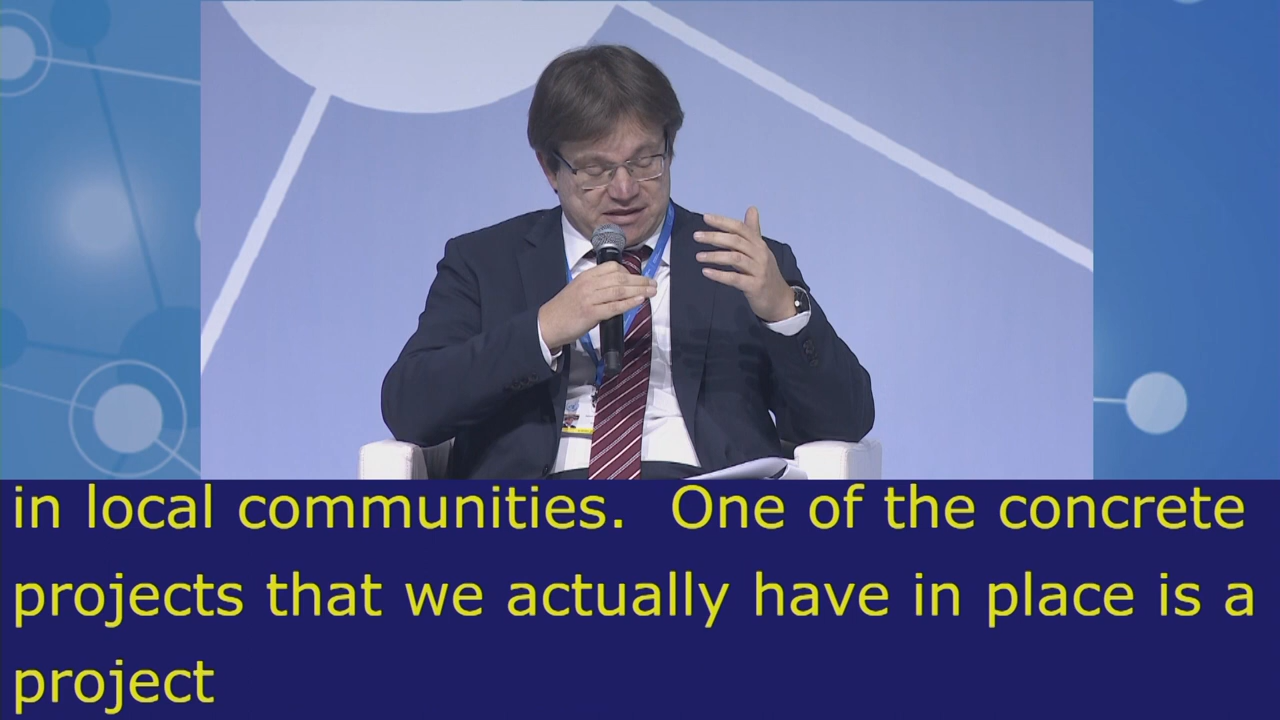 in local communities.  One of the concrete
projects that we actually have in place is a
project